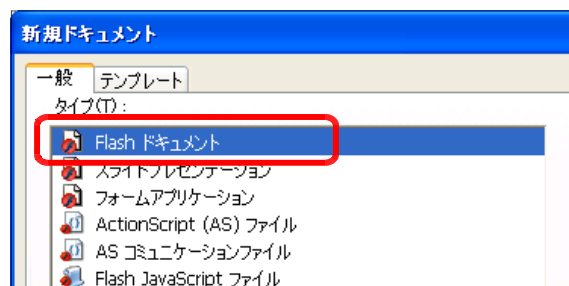 新規ドキュメント
一般 テンプレート
タイプ(T):
Flash ドキュメント
スライドプレゼンテーション
フォームアプリケーション
ActionScript (AS) ファイル
AS コミュニケーションファイル
Flash JavaScript ファイル